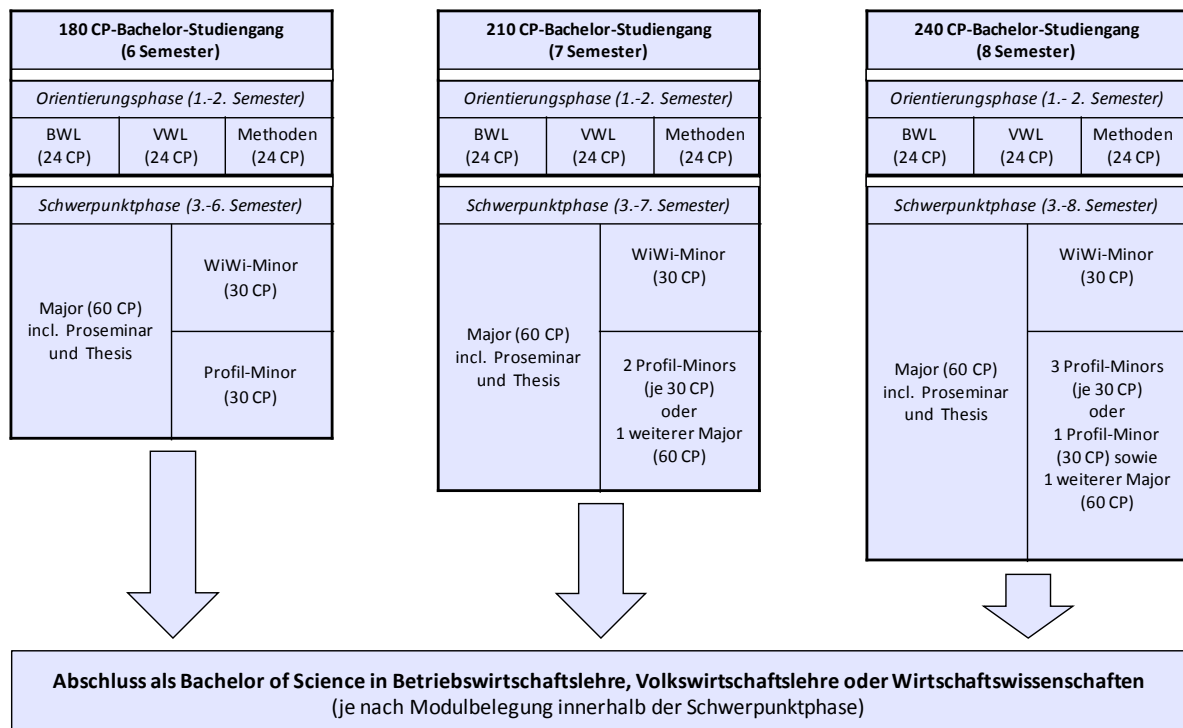 180 CP-Bachelor-Studiengang
(6 Semester)
Orientierungsphase (1.-2. Semester)
BWL
(24 CP)
VWL
(24 CP)
Methoden
(24 CP)
Schwerpunktphase (3.-6. Semester)
Major (60 CP)
incl. Proseminar
und Thesis
WiWi-Minor
(30 CP)
Profil-Minor
(30 CP)
210 CP-Bachelor-Studiengang
(7 Semester)
Orientierungsphase (1.-2. Semester)
BWL
(24 CP)
VWL
(24 CP)
Methoden
(24 CP)
Schwerpunktphase (3.-7. Semester)
Major (60 CP)
incl. Proseminar
und Thesis
WiWi-Minor
(30 CP)
2 Profil-Minors
(je 30 CP)
oder
1 weiterer Major
(60 CP)
240 CP-Bachelor-Studiengang
(8 Semester)
Orientierungsphase (1.- 2. Semester)
BWL
(24 CP)
VWL
(24 CP)
Methoden
(24 CP)
Schwerpunktphase (3.-8. Semester)
Major (60 CP)
incl. Proseminar
und Thesis
WiWi-Minor
(30 CP)
3 Profil-Minors
(je 30 CP)
oder
1 Profil-Minor
(30 CP) sowie
1 weiterer Major
(60 CP)
Abschluss als Bachelor of Science in Betriebswirtschaftslehre, Volkswirtschaftslehre oder Wirtschaftswissenschaften
(je nach Modulbelegung innerhalb der Schwerpunktphase)